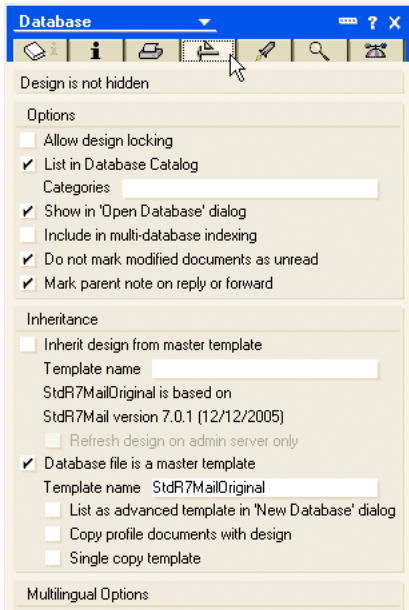 Database
? X
i i
Design is not hidden
Options
Allow design locking
List in Database Catalog
Categories
Show in 'Open Database' dialog
Include in multi-database indexing
Do not mark modified documents as unread
Mark parent note on reply or forward
Inheritance
Inherit design from master template
Template name
StdR7MailOriginal is based on
StdR7Mail version 7.0.1 (12/12/2005)
Refresh design on admin server only
Database file is a master template
Template name StdR7MailOriginal
List as advanced template in 'New Database' dialog
Copy profile documents with design
Single copy template
Multilingual Options